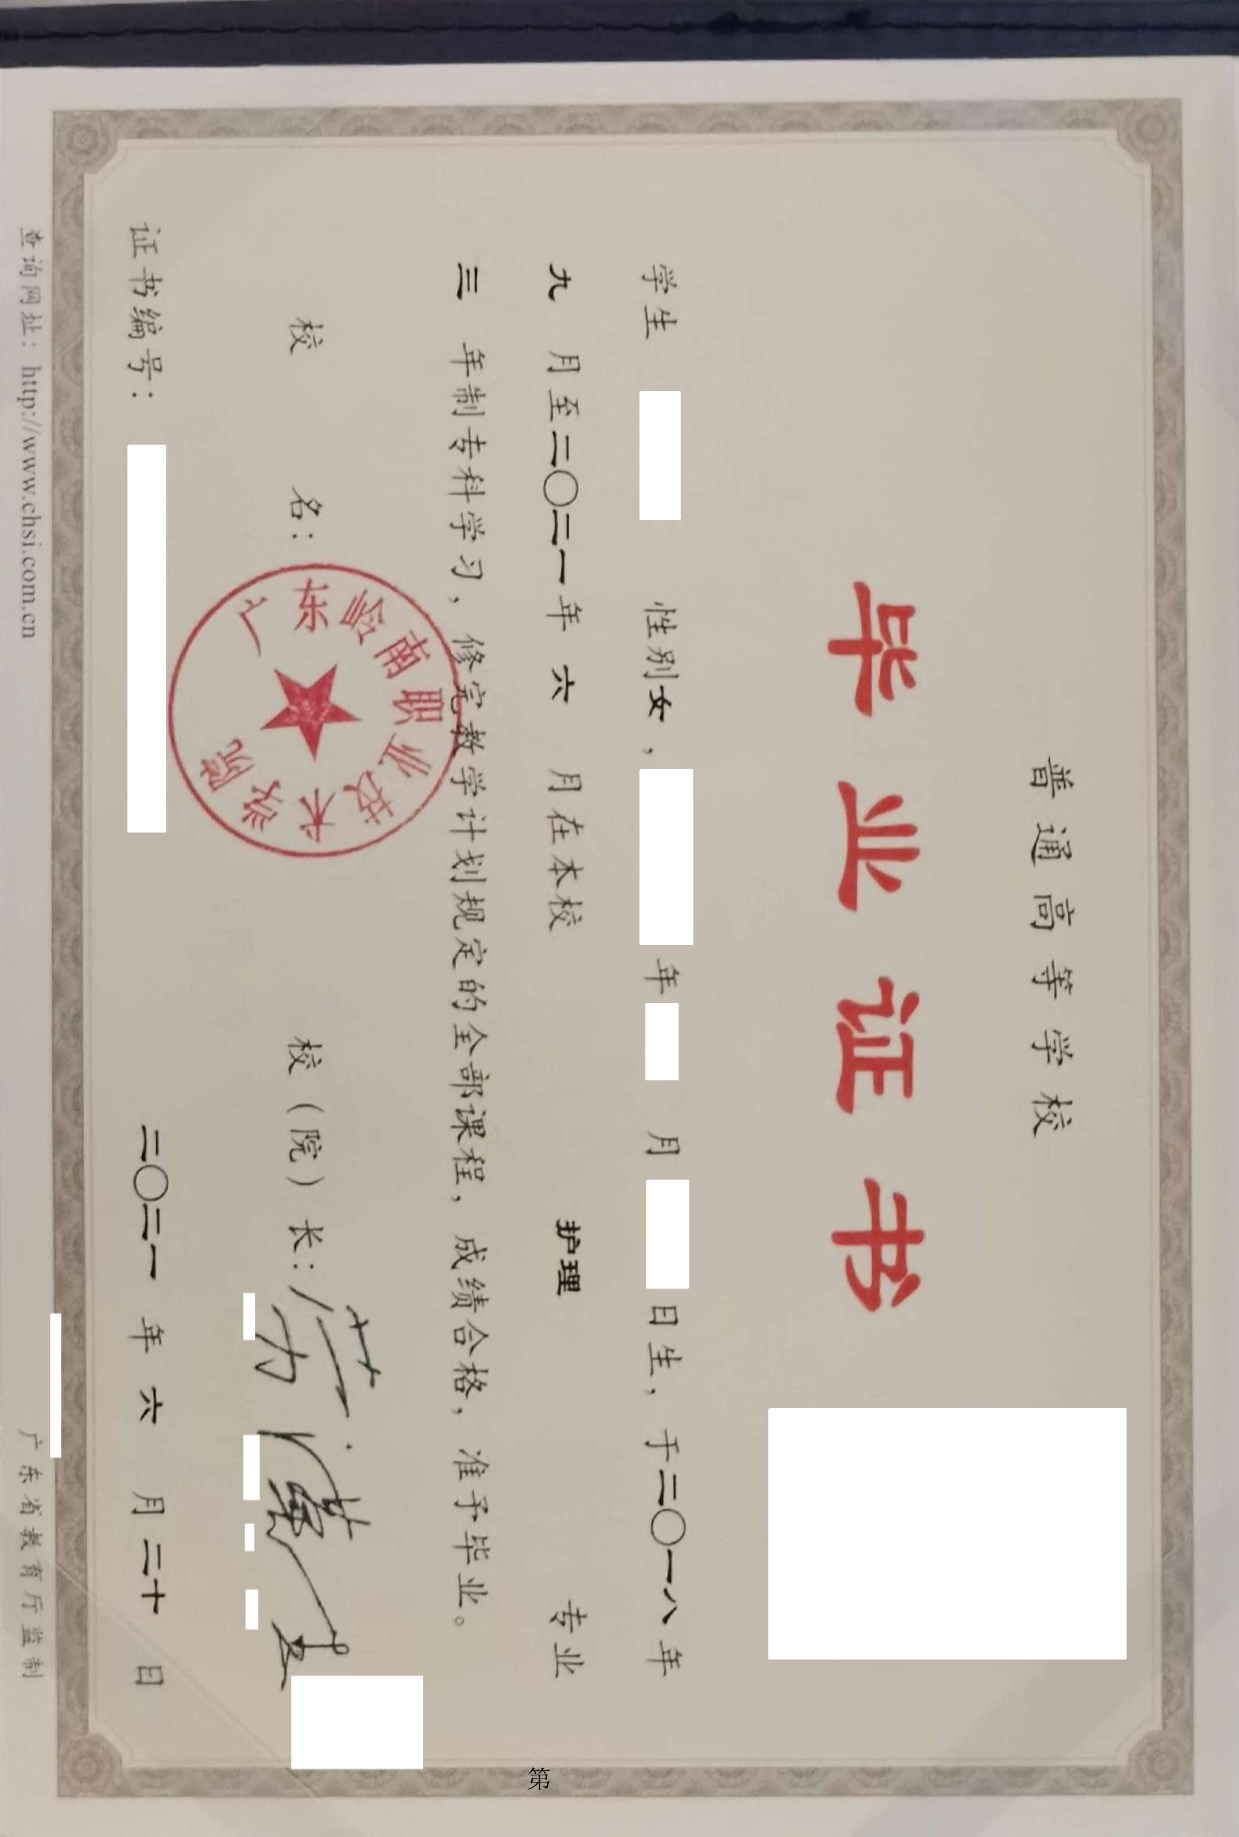 普通高等学校
毕业证书
学生 性别女， 年 月 日生，于二〇一八年
九 月至二〇二一年 六 月在本校 护理 专业
三 年制专科学习，修完教学计划规定的全部课程，成绩合格，准予毕业。
校 名： 校（院）长：
广东岭南职业技术学院
证书编号： 二〇二一 年 六 月 二十 日
查询网址：http://www.chsi.com.cn 广东省教育厅监制
第